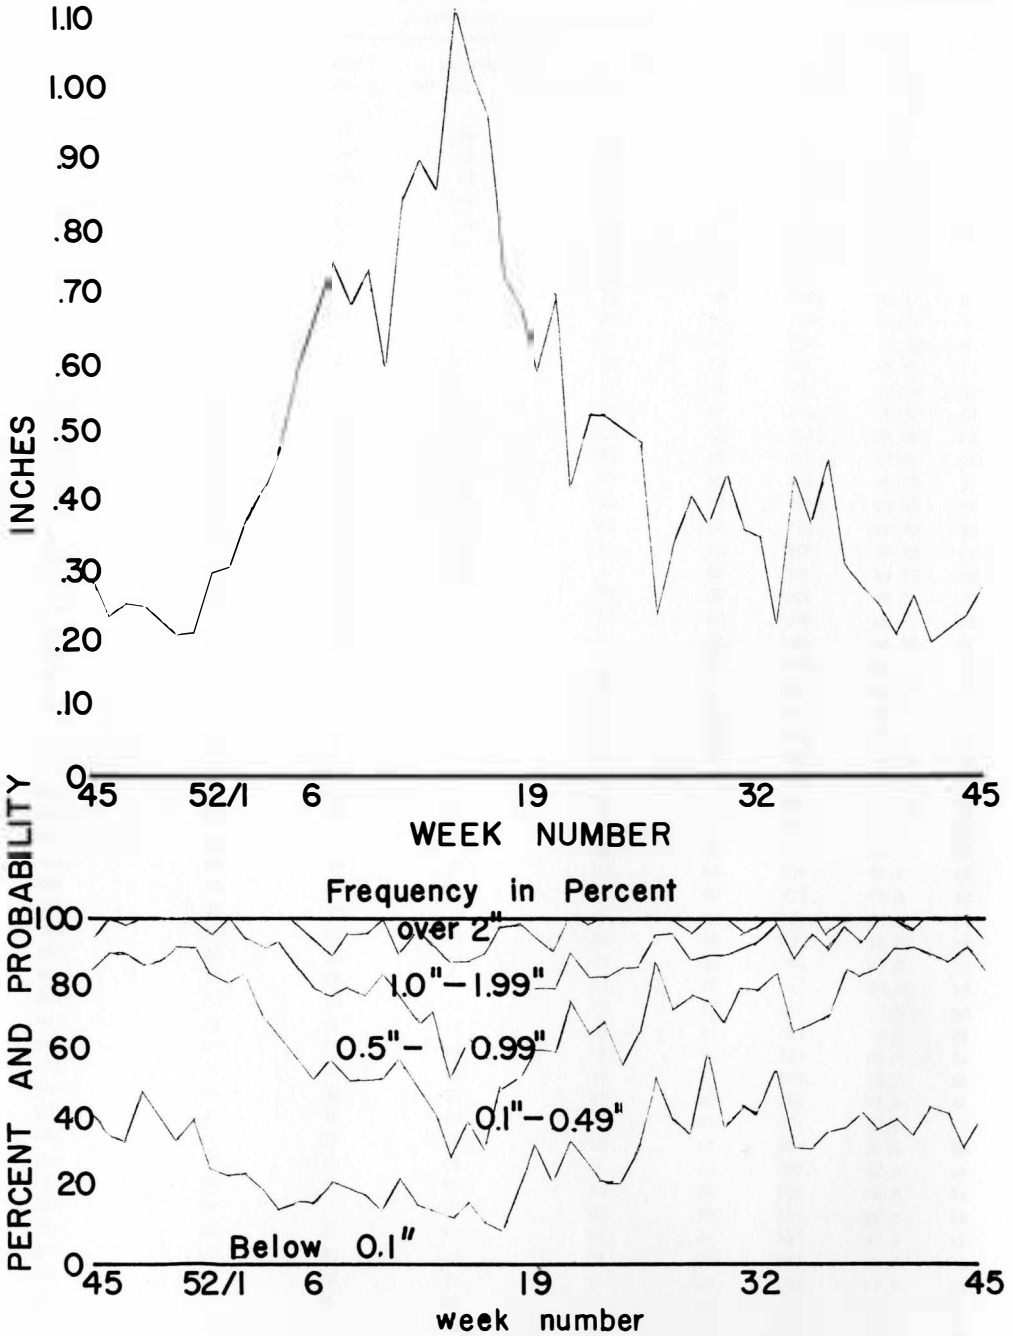 1.10
1.00
.90
.80
.70
.60
.50
.40
.30
.20
.10
0
INCHES
45 52/1 6 19 32 45
WEEK NUMBER
PERCENT AND PROBABILITY
Frequency in Percent
100
80
60
40
20
0
over 2"
1.0"-1.99"
0.5"- 0.99"
0.1"-0.49"
Below 0.1"
45 52/1 6 19 32 45
week number